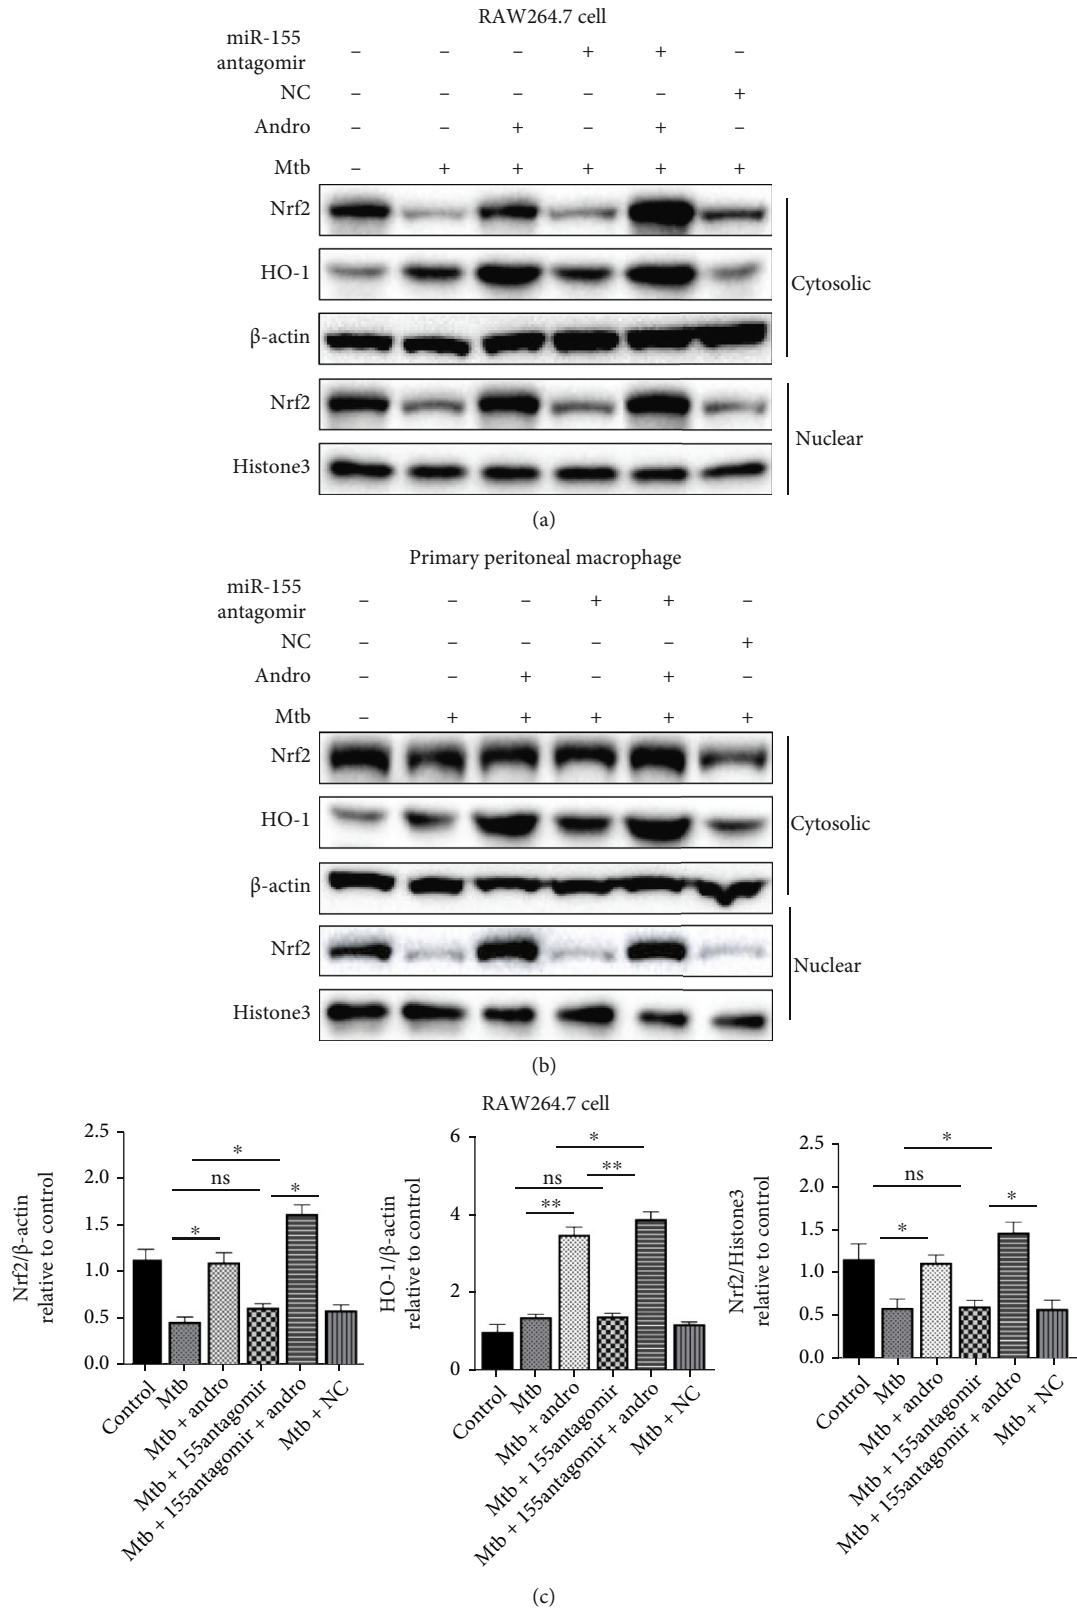 RAW264.7 cell
miR-155
antagomir – – – + + –
NC – – – – – +
Andro – – + – + –
Mtb – + + + + +
Nrf2
HO-1
Cytosolic
β-actin
Nrf2
Nuclear
Histone3
(a)
Primary peritoneal macrophage
miR-155
antagomir – – – + + –
NC – – – – – +
Andro – – + – + –
Mtb – + + + + +
Nrf2
HO-1
Cytosolic
β-actin
Nrf2
Nuclear
Histone3
(b)
RAW264.7 cell
Nrf2/β-actin
relative to control
2.5
2.0
1.5
1.0
0.5
0.0
*
ns
*
*
Control
Mtb
Mtb + andro
Mtb + 155antagomir
Mtb + 155antagomir + andro
Mtb + NC
HO-1/β-actin
relative to control
6
4
2
0
*
**
ns
**
Control
Mtb
Mtb + andro
Mtb + 155antagomir
Mtb + 155antagomir + andro
Mtb + NC
Nrf2/Histone3
relative to control
2.5
2.0
1.5
1.0
0.5
0.0
*
ns
*
*
Control
Mtb
Mtb + andro
Mtb + 155antagomir
Mtb + 155antagomir + andro
Mtb + NC
(c)